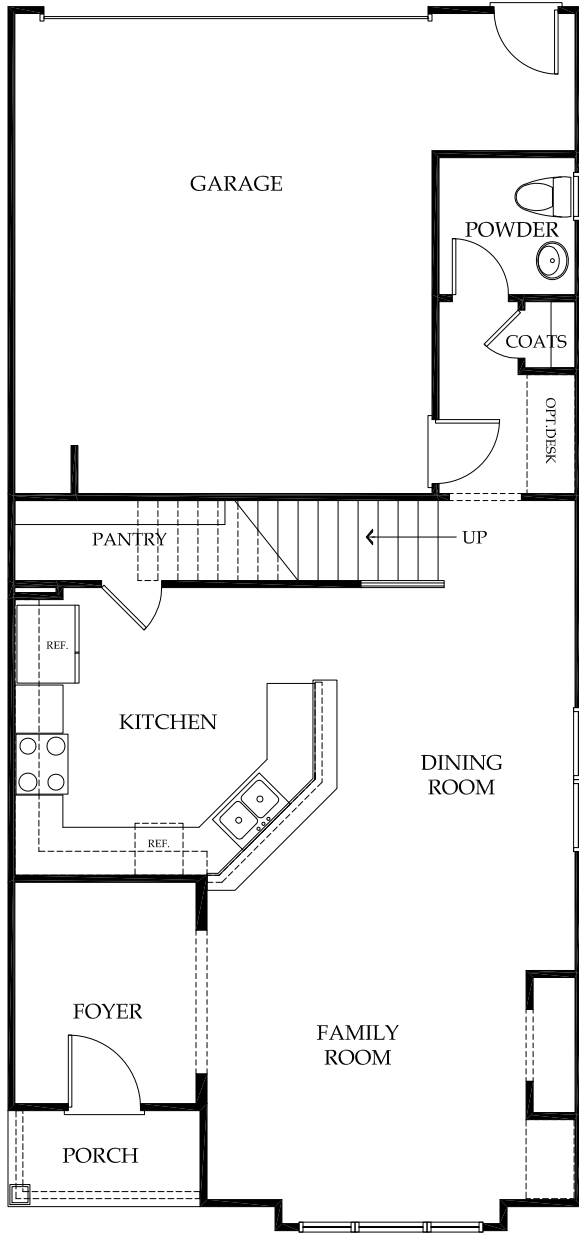 GARAGE
POWDER
COATS
OPT.DESK
PANTRY
UP
REF.
KITCHEN
DINING
ROOM
REF.
FOYER
FAMILY
ROOM
PORCH